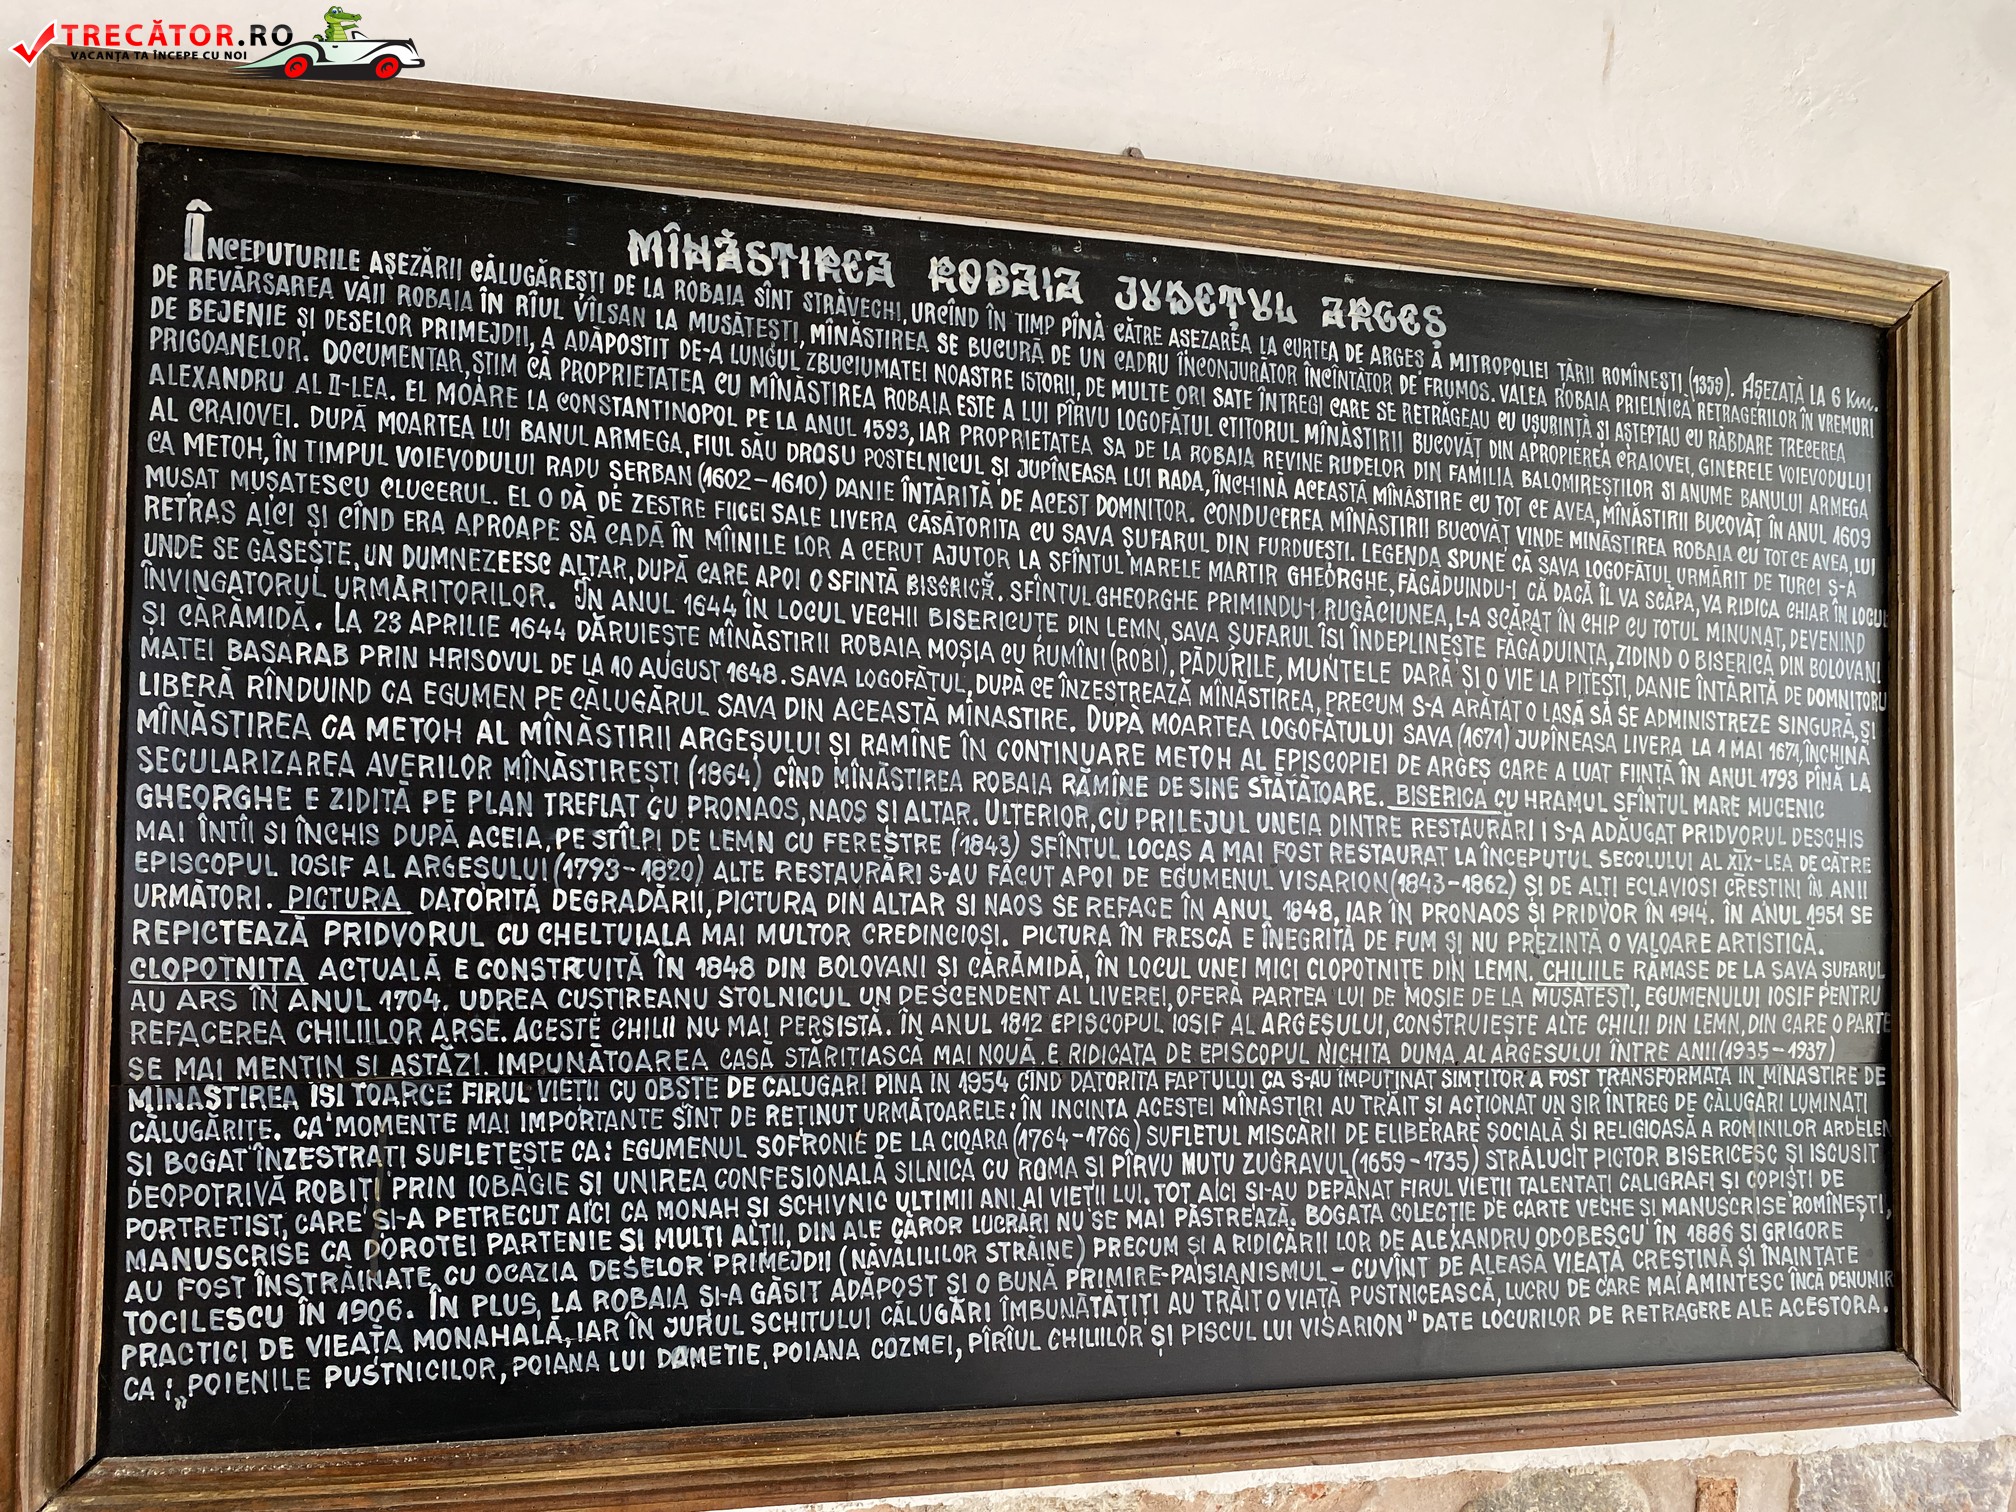 TRECĂTOR.RO
VACANȚA TA ÎNCEPE CU NOI
MÎNĂSTIREA ROBAIA JUDEȚUL ARGEȘ
ÎNCEPUTURILE AȘEZĂRII CĂLUGĂREȘTI DE LA ROBAIA SÎNT STRĂVECHI, URCÎND ÎN TIMP PÎNĂ CĂTRE AȘEZAREA LA CURTEA DE ARGEȘ A MITROPOLIEI ȚĂRII ROMÎNEȘTI (1359). AȘEZATĂ LA 6 Km.
DE REVĂRSAREA VĂII ROBAIA ÎN RÎUL VÎLSAN LA MUSĂTEȘTI, MÎNĂSTIREA SE BUCURĂ DE UN CADRU ÎNCONJURĂTOR ÎNCÎNTĂTOR DE FRUMOS. VALEA ROBAIA PRIELNICĂ RETRAGERILOR ÎN VREMURI
DE BEJENIE ȘI DESELOR PRIMEJDII, A ADĂPOSTIT DE-A LUNGUL ZBUCIUMATEI NOASTRE ISTORII, DE MULTE ORI SATE ÎNTREGI CARE SE RETRĂGEAU CU UȘURINȚĂ ȘI AȘTEPTAU CU RĂBDARE TRECEREA
PRIGOANELOR. DOCUMENTAR, ȘTIM CĂ PROPRIETATEA CU MÎNĂSTIREA ROBAIA ESTE A LUI PÎRVU LOGOFĂTUL CTITORUL MÎNĂSTIRII BUCOVĂȚ DIN APROPIEREA CRAIOVEI, GINERELE VOIEVODULUI
ALEXANDRU AL II-LEA. EL MOARE LA CONSTANTINOPOL PE LA ANUL 1593, IAR PROPRIETATEA SA DE LA ROBAIA REVINE RUDELOR DIN FAMILIA BALOMIREȘTILOR ȘI ANUME BANULUI ARMEGA
AL CRAIOVEI. DUPĂ MOARTEA LUI BANUL ARMEGA, FIUL SĂU DROSU POSTELNICUL ȘI JUPÎNEASA LUI RADA, ÎNCHINĂ ACEASTĂ MÎNĂSTIRE CU TOT CE AVEA, MÎNĂSTIRII BUCOVĂȚ ÎN ANUL 1609
CA METOH, ÎN TIMPUL VOIEVODULUI RADU ȘERBAN (1602-1610) DANIE ÎNTĂRITĂ DE ACEST DOMNITOR. CONDUCEREA MÎNĂSTIRII BUCOVĂȚ VINDE MINĂSTIREA ROBAIA CU TOT CE AVEA, LUI
MUSAT MUȘATESCU CLUCERUL. EL O DĂ DE ZESTRE FIICEI SALE LIVERA CĂSĂTORITA CU SAVA ȘUFARUL DIN FURDUEȘTI. LEGENDA SPUNE CĂ SAVA LOGOFĂTUL URMĂRIT DE TURCI S-A
RETRAS AICI ȘI CÎND ERA APROAPE SĂ CADĂ ÎN MÎINILE LOR A CERUT AJUTOR LA SFÎNTUL MARELE MARTIR GHEORGHE, FĂGĂDUINDU-I CĂ DACĂ ÎL VA SCĂPA, VA RIDICA CHIAR ÎN LOCUL
UNDE SE GĂSEȘTE, UN DUMNEZEESC ALTAR, DUPĂ CARE APOI O SFINTĂ BISERICĂ. SFÎNTUL GHEORGHE PRIMINDU-I RUGĂCIUNEA, L-A SCĂPAT ÎN CHIP CU TOTUL MINUNAT, DEVENIND
ÎNVINGATORUL URMĂRITORILOR. ÎN ANUL 1644 ÎN LOCUL VECHII BISERICUȚE DIN LEMN, SAVA ȘUFARUL ÎȘI ÎNDEPLINEȘTE FĂGĂDUINȚA, ZIDIND O BISERICĂ DIN BOLOVANI
ȘI CĂRĂMIDĂ. LA 23 APRILIE 1644 DĂRUIEȘTE MÎNĂSTIRII ROBAIA MOȘIA CU RUMÎNI (ROBI), PĂDURILE, MUNTELE DARĂ ȘI O VIE LA PITEȘTI, DANIE ÎNTĂRITĂ DE DOMNITORU
MATEI BASARAB PRIN HRISOVUL DE LA 10 AUGUST 1648. SAVA LOGOFĂTUL, DUPĂ CE ÎNZESTREAZĂ MÎNĂSTIREA, PRECUM S-A ARĂTAT O LASĂ SĂ SE ADMINISTREZE SINGURĂ, ȘI
LIBERĂ RÎNDUIND CA EGUMEN PE CĂLUGĂRUL SAVA DIN ACEASTĂ MÎNASTIRE. DUPĂ MOARTEA LOGOFĂTULUI SAVA (1671) JUPÎNEASA LIVERA LA 1 MAI 1671, ÎNCHINĂ
MÎNĂSTIREA CA METOH AL MÎNĂSTIRII ARGEȘULUI ȘI RAMÎNE ÎN CONTINUARE METOH AL EPISCOPIEI DE ARGEȘ CARE A LUAT FIINȚĂ ÎN ANUL 1793 PÎNĂ LA
SECULARIZAREA AVERILOR MÎNĂSTIREȘTI (1864) CÎND MÎNĂSTIREA ROBAIA RĂMÎNE DE SINE STĂTĂTOARE. BISERICA CU HRAMUL SFÎNTUL MARE MUCENIC
GHEORGHE E ZIDITĂ PE PLAN TREFLAT CU PRONAOS, NAOS ȘI ALTAR. ULTERIOR, CU PRILEJUL UNEIA DINTRE RESTAURĂRI I S-A ADĂUGAT PRIDVORUL DESCHIS
MAI ÎNTÎI SI ÎNCHIS DUPĂ ACEIA, PE STÎLPI DE LEMN CU FERESTRE (1843) SFÎNTUL LOCAȘ A MAI FOST RESTAURAT LA ÎNCEPUTUL SECOLULUI AL XIX-LEA DE CĂTRE
EPISCOPUL IOSIF AL ARGEȘULUI (1793-1820) ALTE RESTAURĂRI S-AU FĂCUT APOI DE EGUMENUL VISARION (1843-1862) ȘI DE ALȚI ECLAVIOȘI CREȘTINI ÎN ANII
URMĂTORI. PICTURA DATORITĂ DEGRADĂRII, PICTURA DIN ALTAR SI NAOS SE REFACE ÎN ANUL 1848, IAR ÎN PRONAOS ȘI PRIDVOR ÎN 1914. ÎN ANUL 1951 SE
REPICTEAZĂ PRIDVORUL CU CHELTUIALA MAI MULTOR CREDINCIOȘI. PICTURA ÎN FRESCĂ E ÎNEGRITĂ DE FUM ȘI NU PREZINTĂ O VALOARE ARTISTICĂ.
CLOPOTNIȚA ACTUALĂ E CONSTRUITĂ ÎN 1848 DIN BOLOVANI ȘI CĂRĂMIDĂ, ÎN LOCUL UNEI MICI CLOPOTNIȚE DIN LEMN. CHILIILE RĂMASE DE LA SAVA ȘUFARUL
AU ARS ÎN ANUL 1704. UDREA CUȘTIREANU STOLNICUL UN DESCENDENT AL LIVEREI, OFERĂ PARTEA LUI DE MOȘIE DE LA MUȘATEȘTI, EGUMENULUI IOSIF PENTRU
REFACEREA CHILIILOR ARSE. ACESTE CHILII NU MAI PERSISTĂ. ÎN ANUL 1812 EPISCOPUL IOSIF AL ARGEȘULUI, CONSTRUIEȘTE ALTE CHILII DIN LEMN, DIN CARE O PARTE
SE MAI MENȚIN ȘI ASTĂZI. IMPUNĂTOAREA CASĂ STĂRIȚIASCĂ MAI NOUĂ E RIDICATA DE EPISCOPUL NICHITA DUMA AL ARGEȘULUI ÎNTRE ANII (1935-1937)
MINAȘTIREA IȘI TOARCE FIRUL VIEȚII CU OBȘTE DE CĂLUGĂRI PINĂ ÎN 1954 CÎND DATORITĂ FAPTULUI CA S-AU ÎMPUȚINAT SIMȚITOR A FOST TRANSFORMATA IN MÎNASTIRE DE
CĂLUGĂRIȚE. CA MOMENTE MAI IMPORTANTE SÎNT DE REȚINUT URMĂTOARELE: ÎN INCINTA ACESTEI MÎNĂSTIRI AU TRĂIT SI ACȚIONAT UN ȘIR ÎNTREG DE CĂLUGĂRI LUMINAȚI
ȘI BOGAT ÎNZESTRAȚI SUFLETEȘTE CA: EGUMENUL SOFRONIE DE LA CIOARA (1764-1766) SUFLETUL MIȘCĂRII DE ELIBERARE SOCIALĂ ȘI RELIGIOASĂ A ROMÎNILOR ARDELEN
DEOPOTRIVĂ ROBIȚI PRIN IOBĂGIE ȘI UNIREA CONFESIONALĂ SILNICĂ CU ROMA ȘI PÎRVU MUTU ZUGRAVUL (1659-1735) STRĂLUCIT PICTOR BISERICESC ȘI ISCUSIT
PORTRETIST, CARE ȘI-A PETRECUT AICI CA MONAH ȘI SCHIVNIC ULTIMII ANI AI VIEȚII LUI. TOT AICI ȘI-AU DEPĂNAT FIRUL VIEȚII TALENTAȚI CALIGRAFI ȘI COPIȘTI DE
MANUSCRISE CA DOROTEI PARTENIE ȘI MULȚI ALȚII, DIN ALE CĂROR LUCRĂRI NU SE MAI PĂSTREAZĂ. BOGATA COLECȚIE DE CARTE VECHE ȘI MANUSCRISE ROMÎNEȘTI,
AU FOST ÎNSTRĂINATE, CU OCAZIA DESELOR PRIMEJDII (NĂVĂLILILOR STRĂINE) PRECUM ȘI A RIDICĂRII LOR DE ALEXANDRU ODOBESCU ÎN 1886 SI GRIGORE
TOCILESCU ÎN 1906. ÎN PLUS, LA ROBAIA ȘI-A GĂSIT ADĂPOST ȘI O BUNĂ PRIMIRE-PAISIANISMUL - CUVÎNT DE ALEASĂ VIEAȚĂ CREȘTINĂ ȘI ÎNAINTATE
PRACTICI DE VIEAȚĂ MONAHALĂ, IAR ÎN JURUL SCHITULUI CĂLUGĂRI ÎMBUNĂTĂȚIȚI AU TRĂIT O VIAȚĂ PUSTNICEASCĂ, LUCRU DE CARE MAI AMINTESC ÎNCĂ DENUMIR
CA: „POIENILE PUSTNICILOR, POIANA LUI DOMETIE, POIANA COZMEI, PÎRÎUL CHILIILOR ȘI PISCUL LUI VISARION" DATE LOCURILOR DE RETRAGERE ALE ACESTORA.